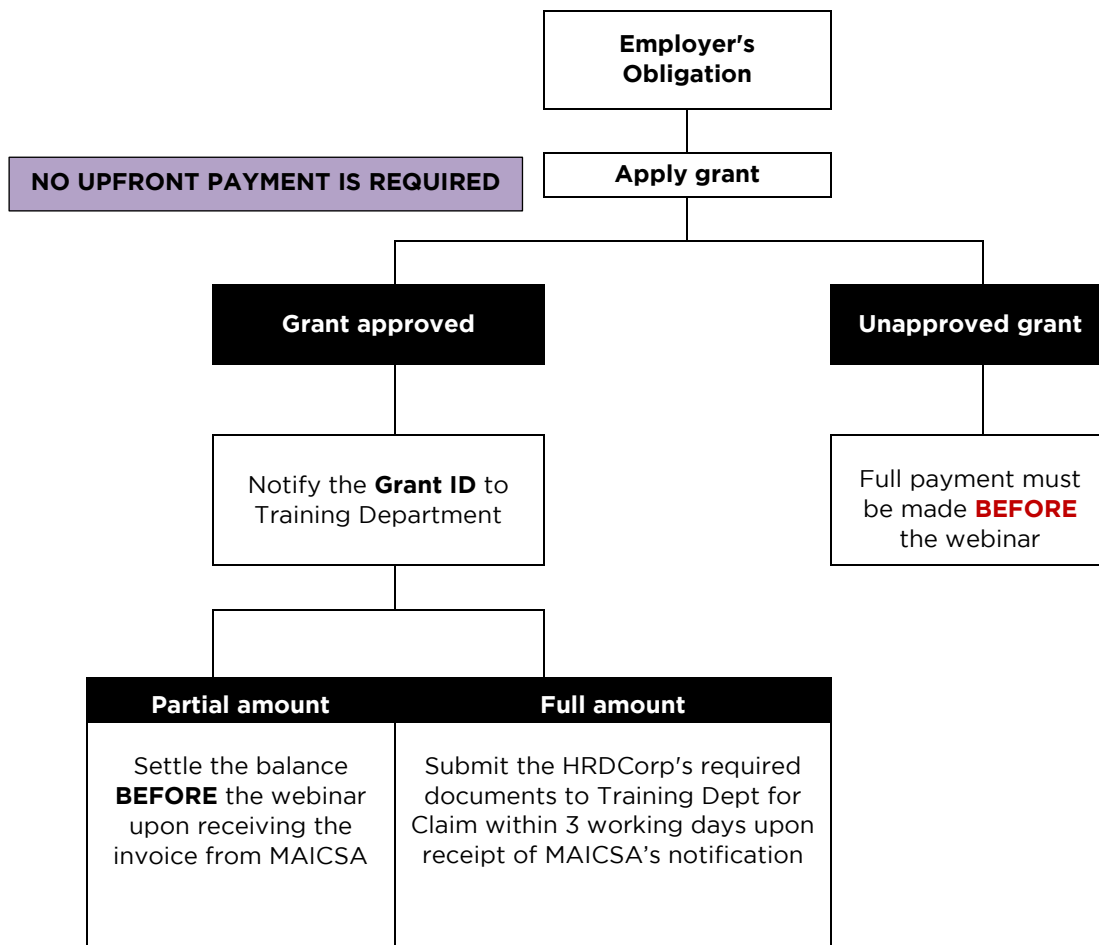 Employer's
Obligation
NO UPFRONT PAYMENT IS REQUIRED
Apply grant
Grant approved
Unapproved grant
Notify the Grant ID to
Training Department
Full payment must
be made BEFORE
the webinar
Partial amount
Full amount
Settle the balance
BEFORE the webinar
upon receiving the
invoice from MAICSA
Submit the HRDCorp's required
documents to Training Dept for
Claim within 3 working days upon
receipt of MAICSA’s notification